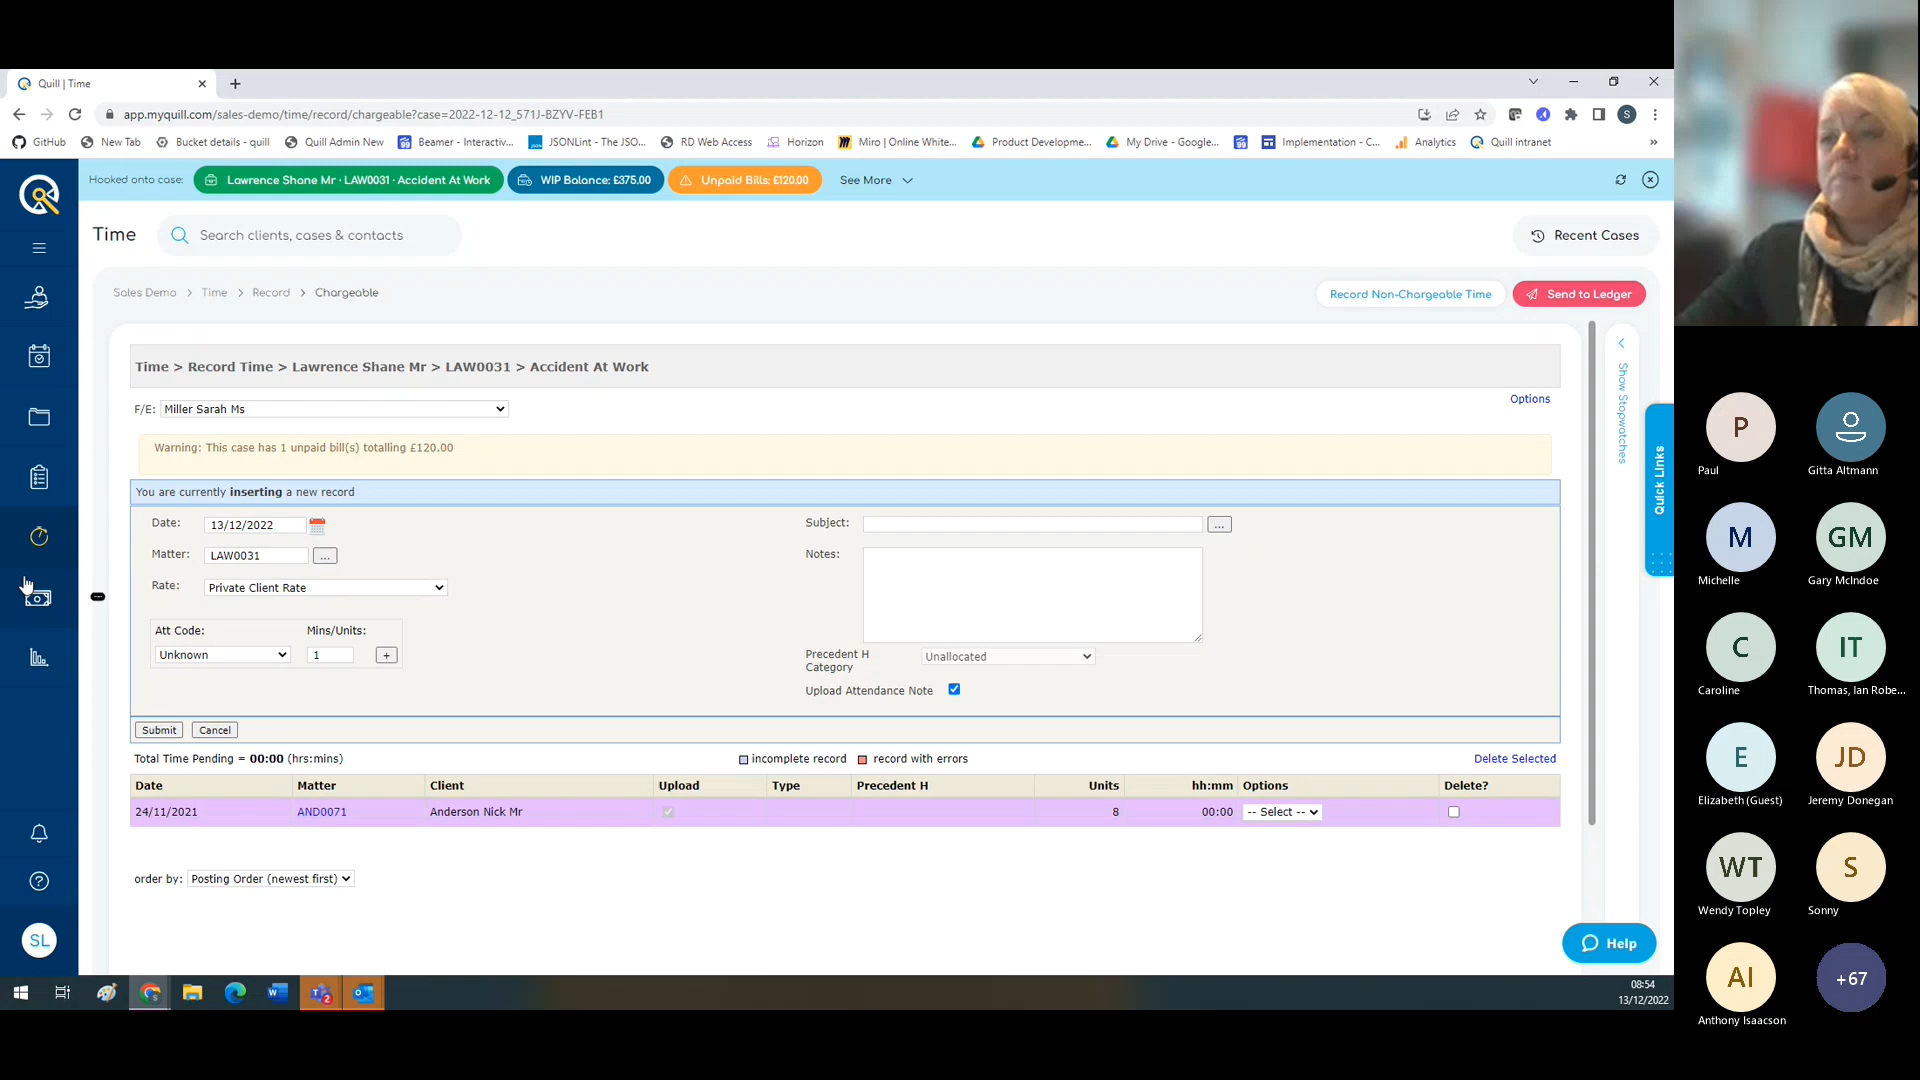 Quill | Time
app.myquill.com/sales-demo/time/record/chargeable?case=2022-12-12_571J-BZYV-FEB1
GitHub New Tab Bucket details - quill Quill Admin New Beamer - Interactiv... JSONLint - The JSO... RD Web Access Horizon Miro | Online White... Product Developme... My Drive - Google... Implementation - C... Analytics Quill intranet »
S
Hooked onto case: Lawrence Shane Mr · LAW0031 · Accident At Work WIP Balance: £375.00 Unpaid Bills: £120.00 See More
Time Search clients, cases & contacts Recent Cases
Sales Demo > Time > Record > Chargeable Record Non-Chargeable Time Send to Ledger
Time > Record Time > Lawrence Shane Mr > LAW0031 > Accident At Work
F/E: Miller Sarah Ms Options
Show Stopwatches
Quick Links
Warning: This case has 1 unpaid bill(s) totalling £120.00
You are currently inserting a new record
Date: 13/12/2022 Subject: ...
Matter: LAW0031 ... Notes:
Rate: Private Client Rate
Att Code: Mins/Units:
Unknown 1 +
Precedent H Category Unallocated
Upload Attendance Note
Submit Cancel
Total Time Pending = 00:00 (hrs:mins) incomplete record record with errors Delete Selected
Date Matter Client Upload Type Precedent H Units hh:mm Options Delete?
24/11/2021 AND0071 Anderson Nick Mr 8 00:00 -- Select --
order by: Posting Order (newest first)
SL
Help
08:54
13/12/2022
2
P
Paul Gitta Altmann
M GM
Michelle Gary McIndoe
C IT
Caroline Thomas, Ian Robe...
E JD
Elizabeth (Guest) Jeremy Donegan
WT S
Wendy Topley Sonny
AI +67
Anthony Isaacson